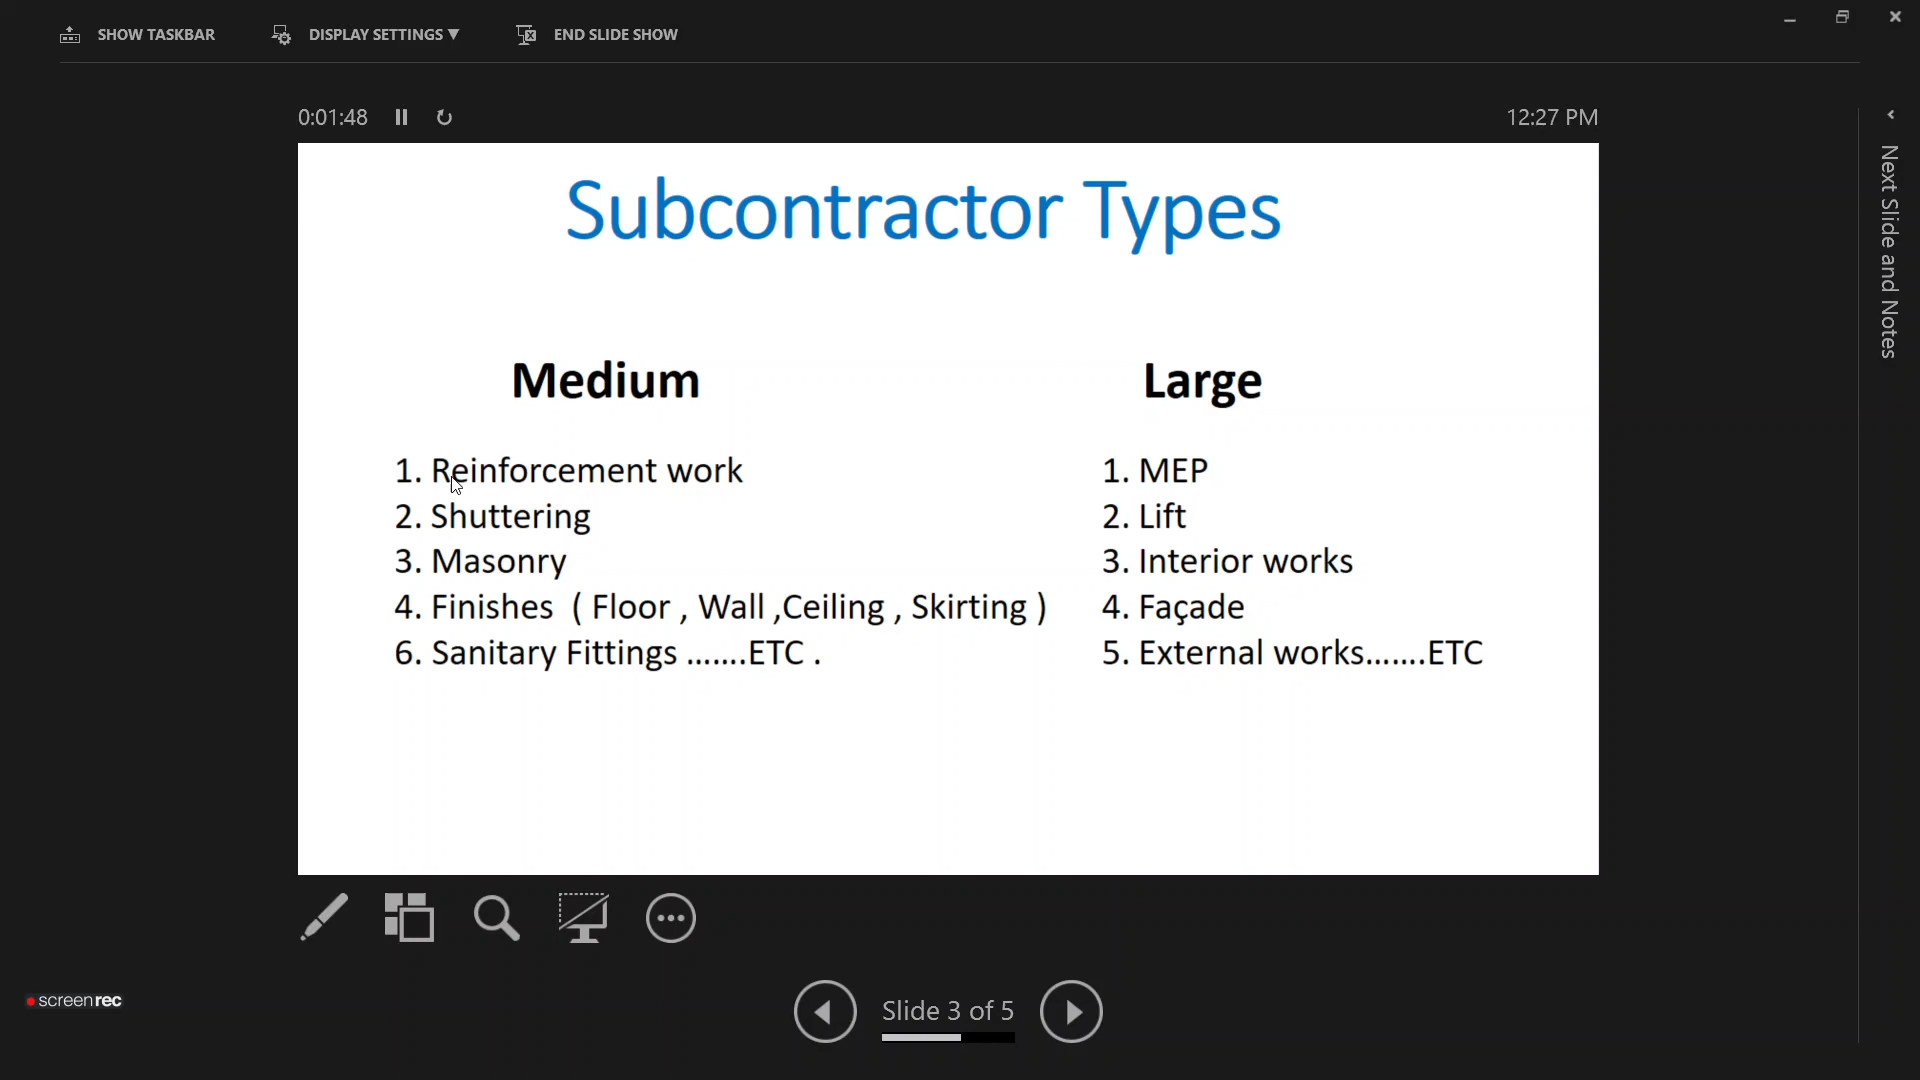 SHOW TASKBAR DISPLAY SETTINGS ▼ END SLIDE SHOW
0:01:48 12:27 PM
Next Slide and Notes
Subcontractor Types
Medium
1. Reinforcement work
2. Shuttering
3. Masonry
4. Finishes ( Floor , Wall ,Ceiling , Skirting )
6. Sanitary Fittings .......ETC .
Large
1. MEP
2. Lift
3. Interior works
4. Façade
5. External works.......ETC
screenrec
Slide 3 of 5